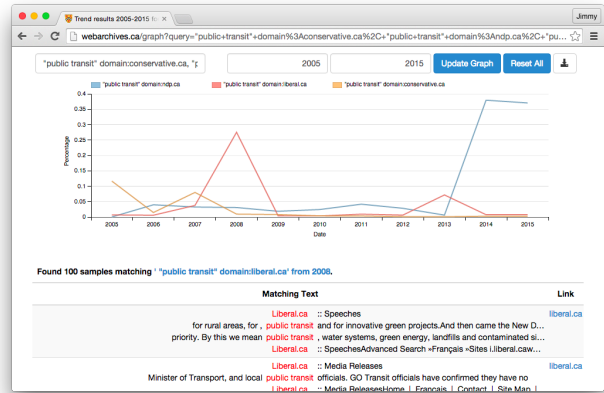 Trend results 2005-2015 fo
Jimmy
webarchives.ca/graph?query="public+transit"+domain%3Aconservative.ca%2C+"public+transit"+domain%3Andp.ca%2C+"pu...
"public transit" domain:conservative.ca, "p
2005
2015
Update Graph
Reset All
"public transit" domain:ndp.ca
"public transit" domain:liberal.ca
"public transit" domain:conservative.ca
0.4
0.35
0.3
0.25
0.2
0.15
0.1
0.05
0
Percentage
2005 2006 2007 2008 2009 2010 2011 2012 2013 2014 2015
Date
Found 100 samples matching ' "public transit" domain:liberal.ca' from 2008.
Matching Text Link
Liberal.ca :: Speeches liberal.ca
for rural areas, for , public transit and for innovative green projects.And then came the New D...
priority. By this we mean public transit , water systems, green energy, landfills and contaminated si...
Liberal.ca :: SpeechesAdvanced Search »Français »Sites i.liberal.caw...
Liberal.ca :: Media Releases liberal.ca
Minister of Transport, and local public transit officials. GO Transit officials have confirmed they have no
Liberal.ca :: Media ReleasesHome | Français | Contact | Site Map |